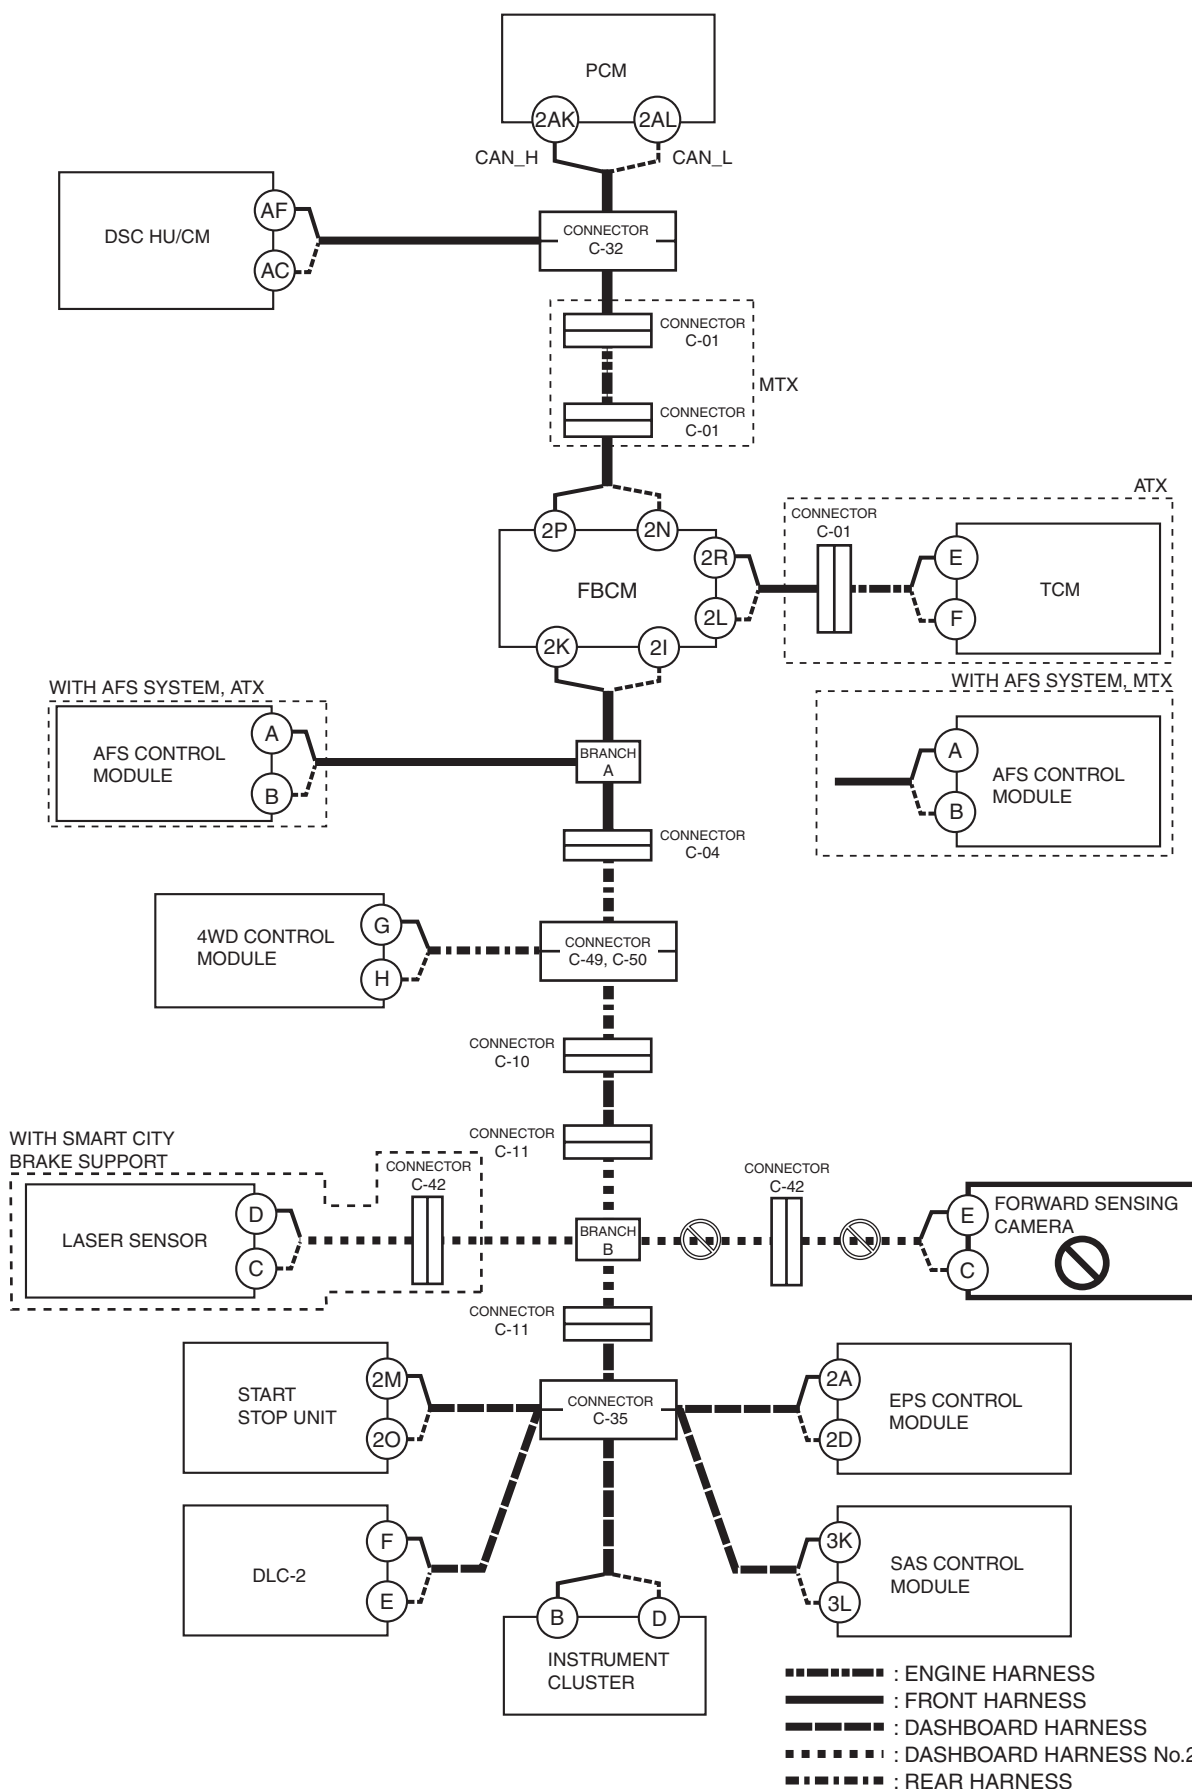 PCM
2AK
2AL
CAN_H
CAN_L
DSC HU/CM
AF
AC
CONNECTOR
C-32
CONNECTOR
C-01
MTX
CONNECTOR
C-01
ATX
CONNECTOR
C-01
2P
2N
2R
2L
FBCM
2K
2I
E
F
TCM
WITH AFS SYSTEM, ATX
AFS CONTROL
MODULE
A
B
BRANCH
A
WITH AFS SYSTEM, MTX
A
B
AFS CONTROL
MODULE
CONNECTOR
C-04
4WD CONTROL
MODULE
G
H
CONNECTOR
C-49, C-50
CONNECTOR
C-10
CONNECTOR
C-11
WITH SMART CITY
BRAKE SUPPORT
CONNECTOR
C-42
LASER SENSOR
D
C
BRANCH
B
CONNECTOR
C-42
E
C
FORWARD SENSING
CAMERA
CONNECTOR
C-11
START
STOP UNIT
2M
2O
CONNECTOR
C-35
2A
2D
EPS CONTROL
MODULE
DLC-2
F
E
3K
3L
SAS CONTROL
MODULE
B
D
INSTRUMENT
CLUSTER
: ENGINE HARNESS
: FRONT HARNESS
: DASHBOARD HARNESS
: DASHBOARD HARNESS No.2
: REAR HARNESS